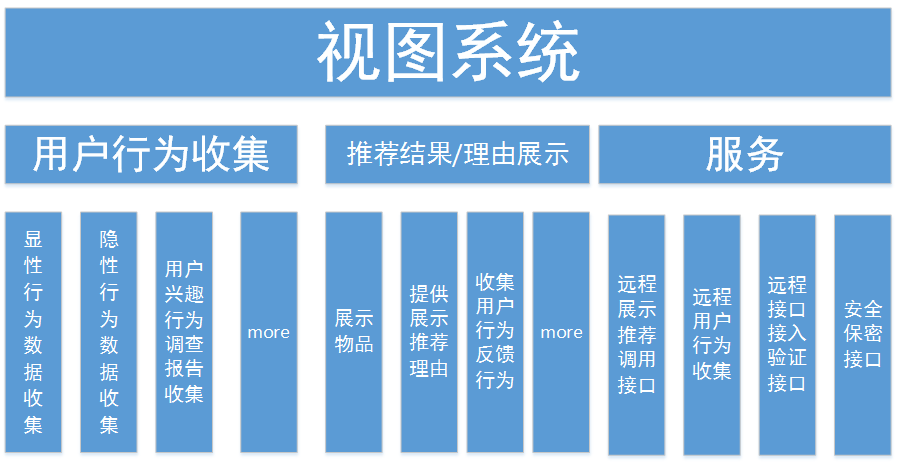 视图系统
用户行为收集
推荐结果/理由展示
服务
显
性
行
为
数
据
收
集
隐
性
行
为
数
据
收
集
用户
兴趣
行为
调查
报告
收集
more
展示
物品
提供
展示
推荐
理由
收集
用户
行为
反馈
行为
more
远程
展示
推荐
调用
接口
远程
用户
行为
收集
远程
接口
接入
验证
接口
安全
保密
接口